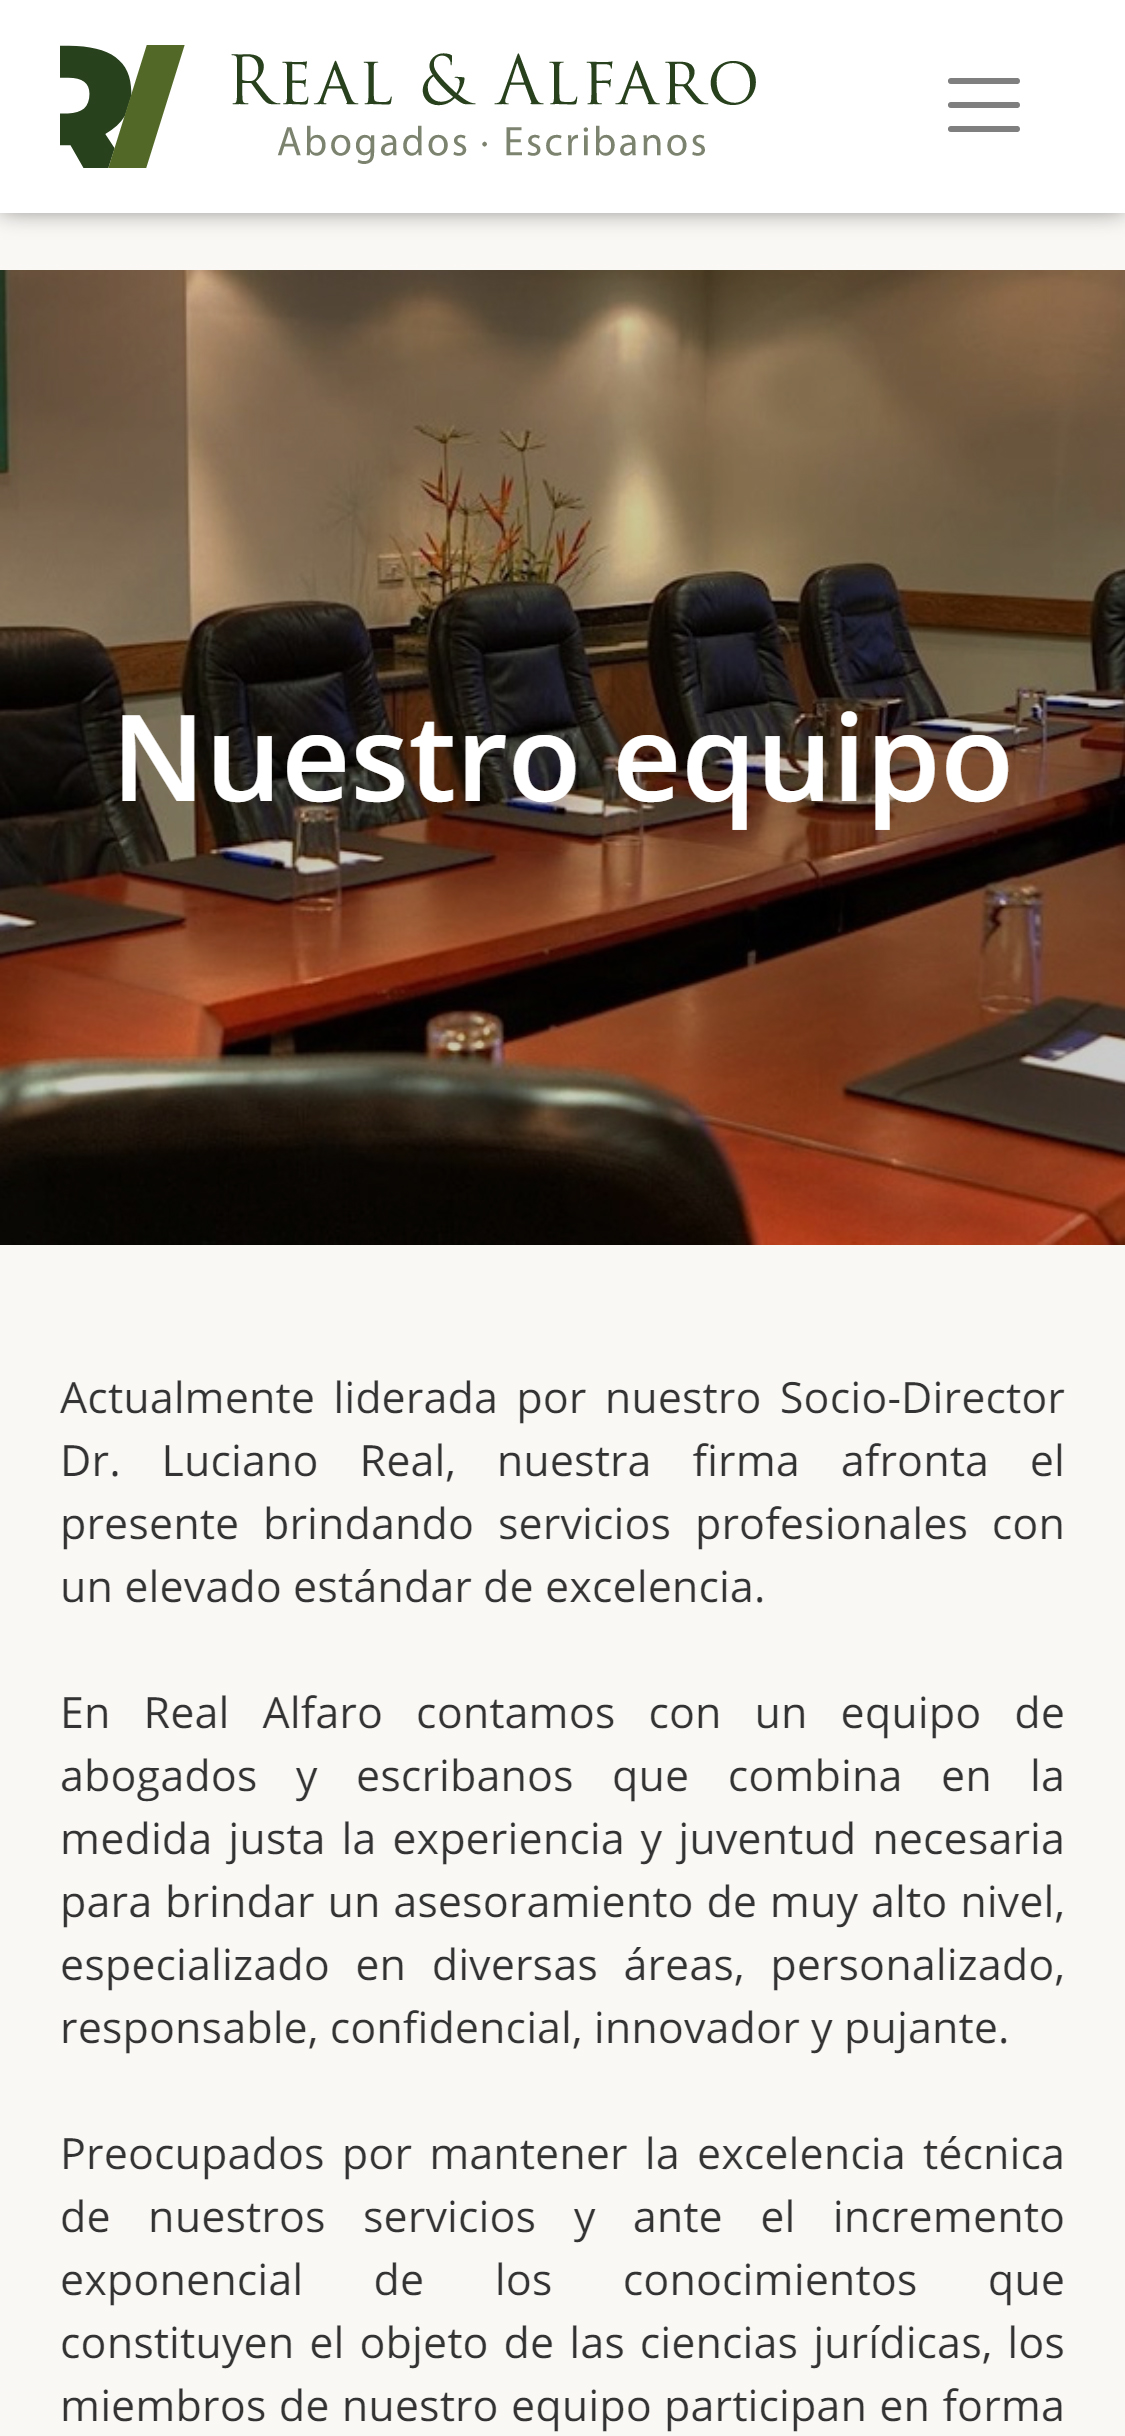 REAL & ALFARO
Abogados · Escribanos
Nuestro equipo
Actualmente liderada por nuestro Socio-Director
Dr. Luciano Real, nuestra firma afronta el
presente brindando servicios profesionales con
un elevado estándar de excelencia.
En Real Alfaro contamos con un equipo de
abogados y escribanos que combina en la
medida justa la experiencia y juventud necesaria
para brindar un asesoramiento de muy alto nivel,
especializado en diversas áreas, personalizado,
responsable, confidencial, innovador y pujante.
Preocupados por mantener la excelencia técnica
de nuestros servicios y ante el incremento
exponencial de los conocimientos que
constituyen el objeto de las ciencias jurídicas, los
miembros de nuestro equipo participan en forma